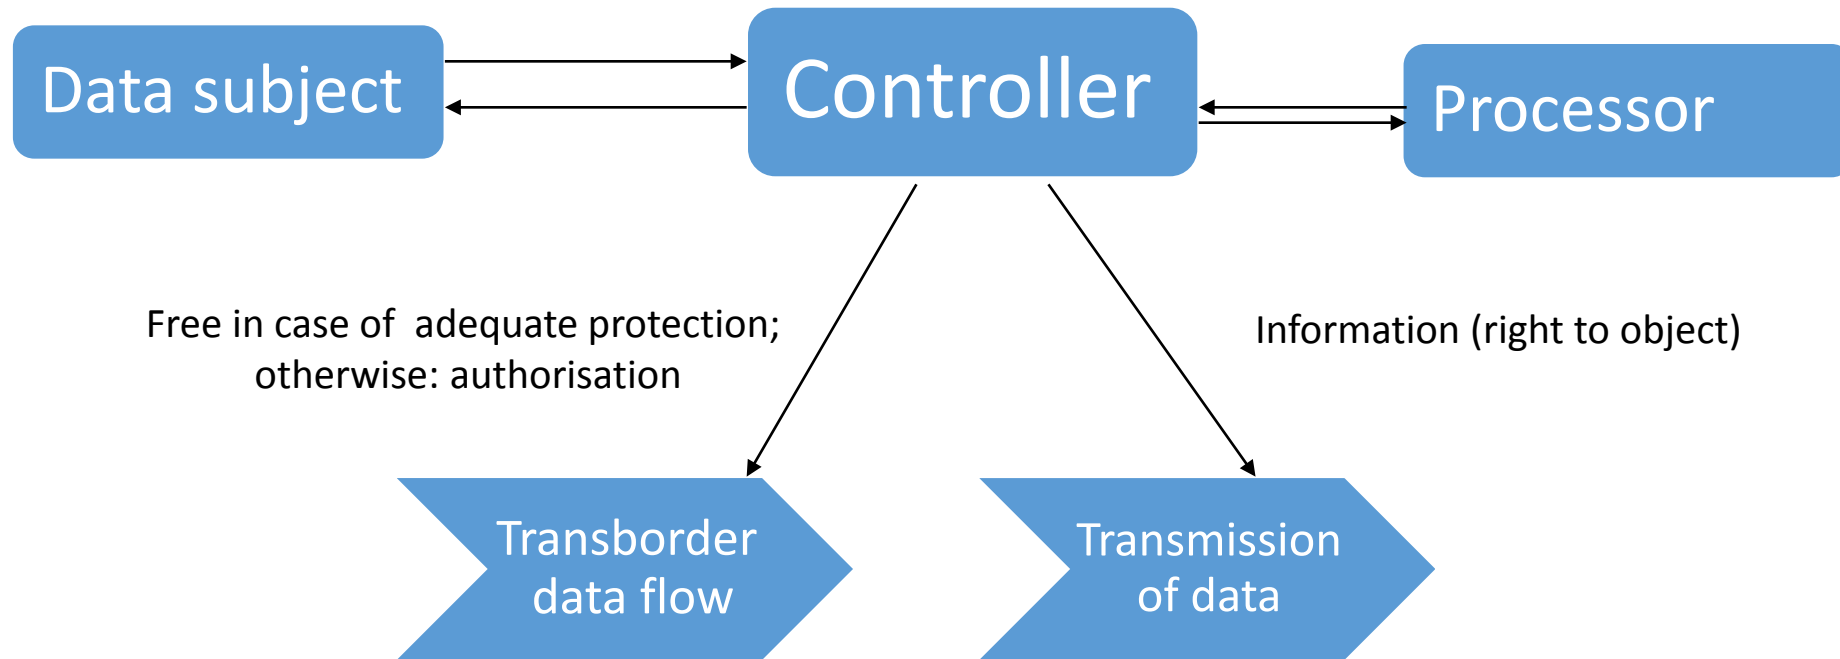 Data subject
Controller
Processor
Free in case of  adequate protection;
otherwise: authorisation
Information (right to object)
Transborder
data flow
Transmission
of data